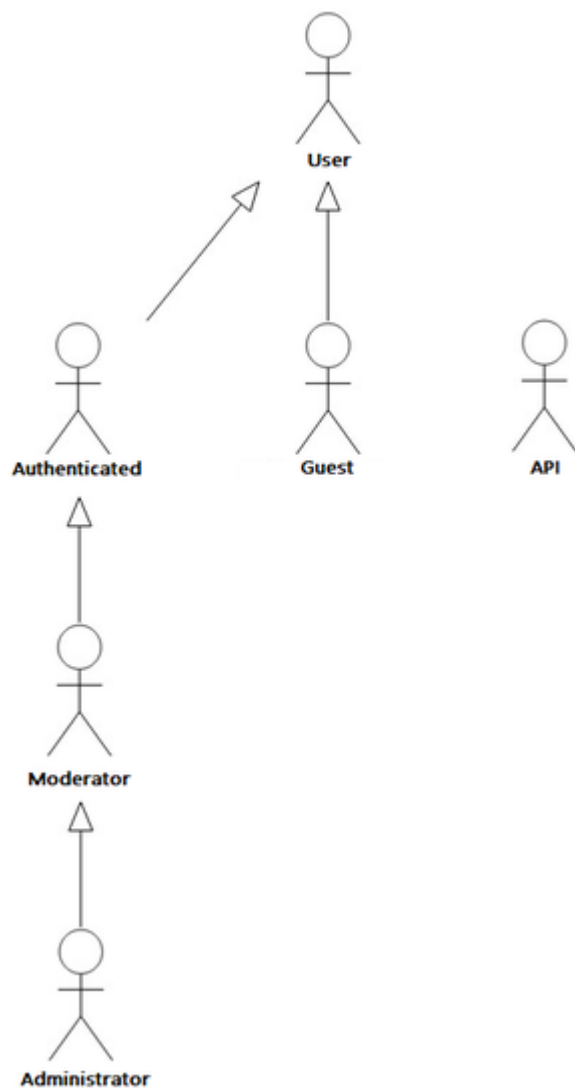 User
Authenticated
Guest
API
Moderator
Administrator